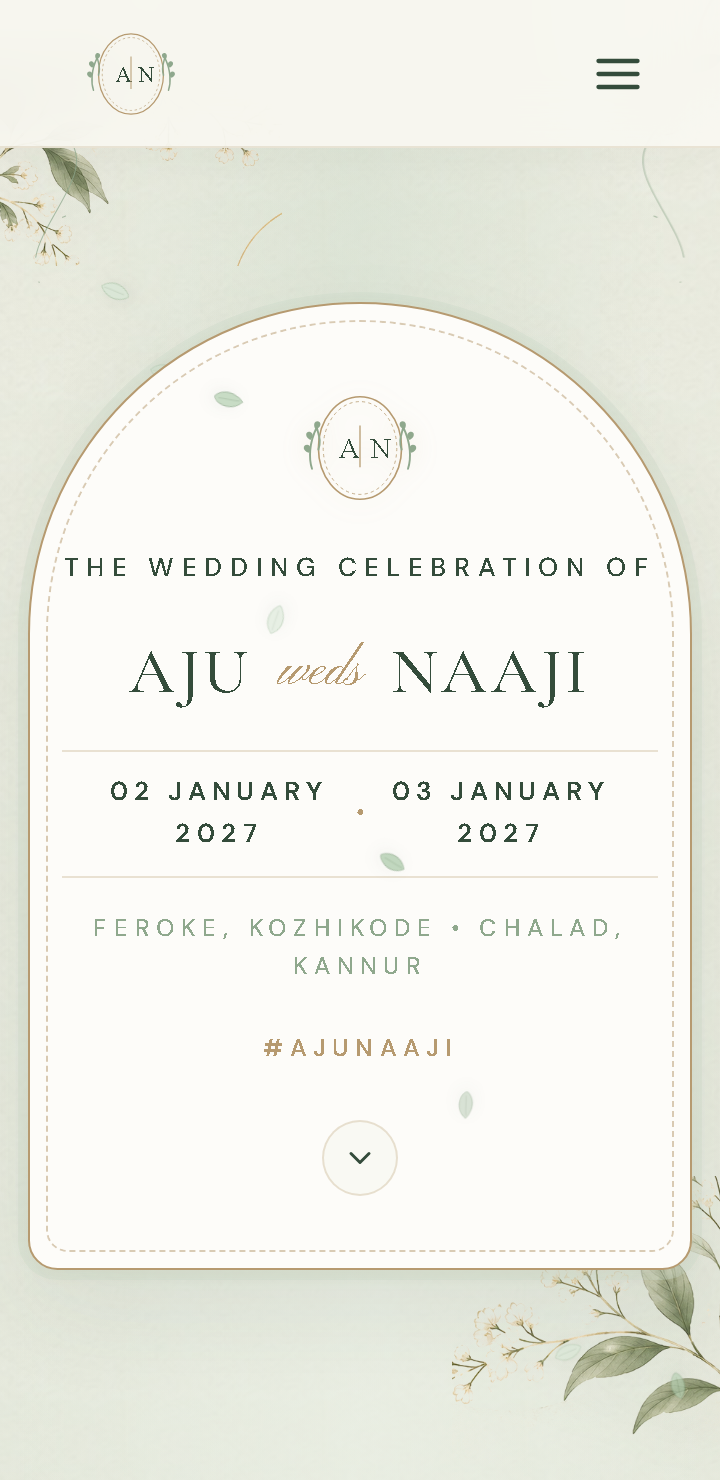 A N
A N
THE WEDDING CELEBRATION OF
AJU weds NAAJI
02 JANUARY 2027 • 03 JANUARY 2027
FEROKE, KOZHIKODE • CHALAD,
KANNUR
#AJUNAAJI